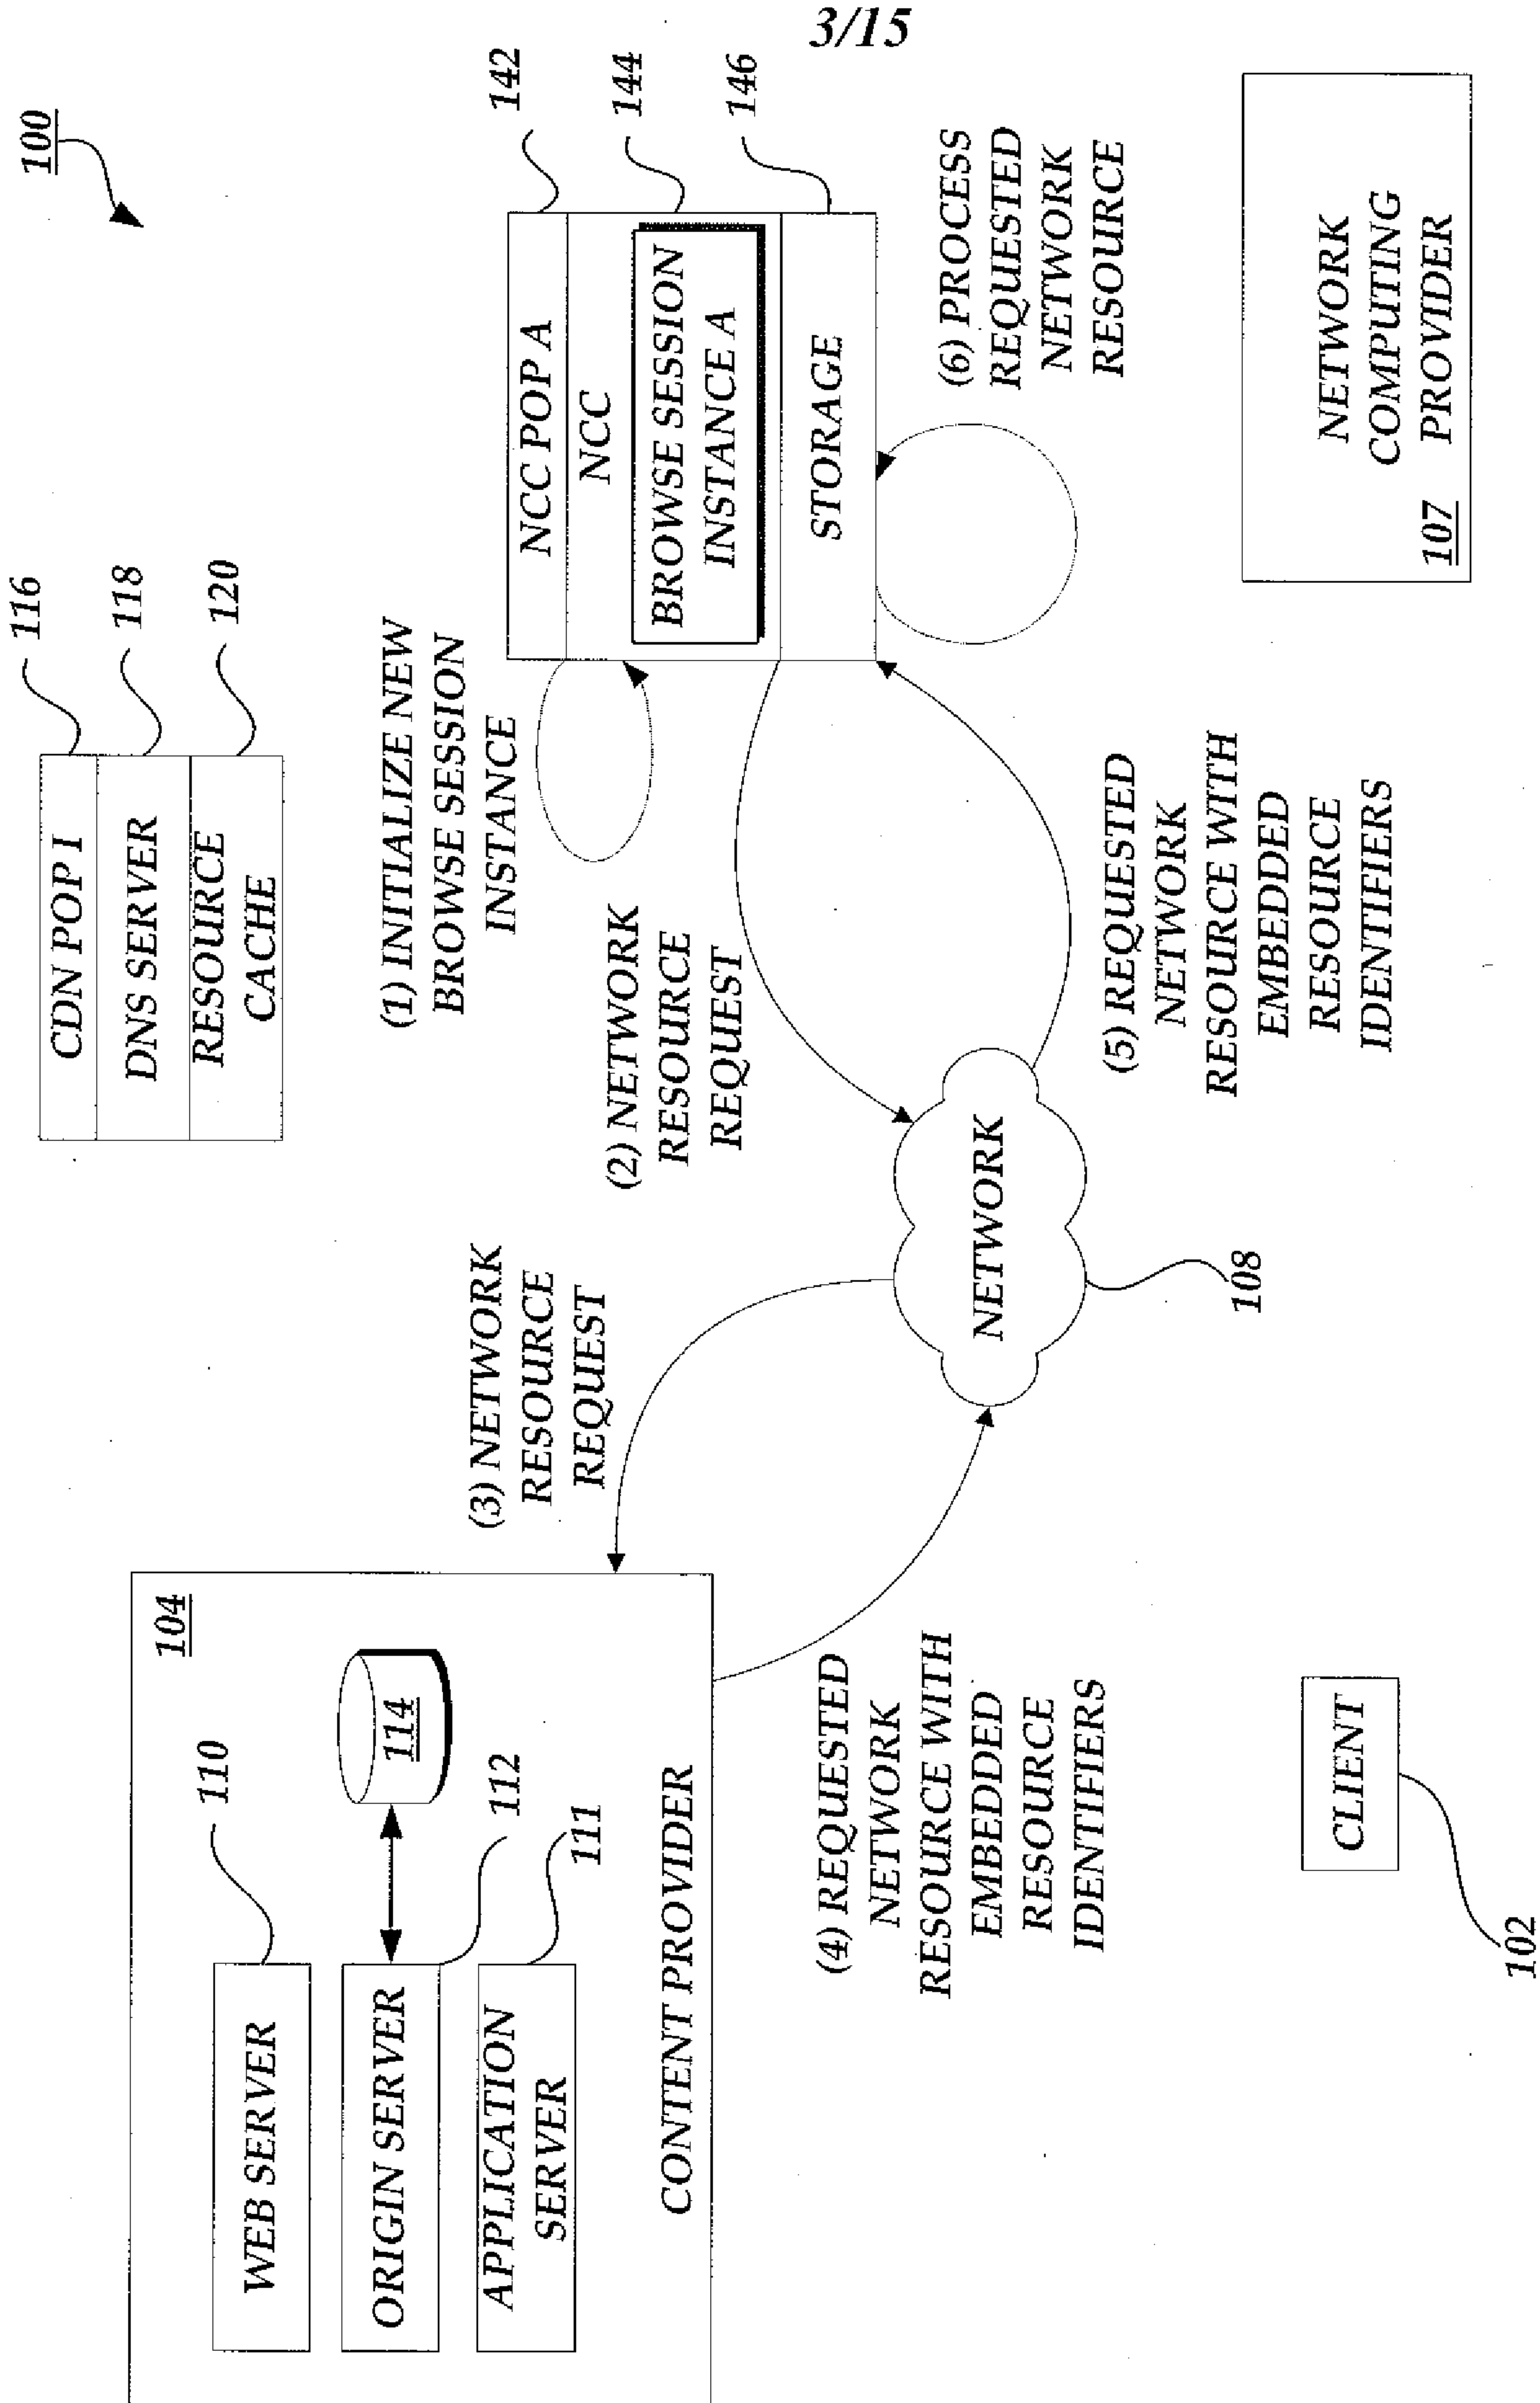 3/15
100
104
WEB SERVER
110
ORIGIN SERVER
112
114
APPLICATION
SERVER
111
CONTENT PROVIDER
CDN POP I
116
DNS SERVER
118
RESOURCE
CACHE
120
(1) INITIALIZE NEW
BROWSE SESSION
INSTANCE
(2) NETWORK
RESOURCE
REQUEST
(3) NETWORK
RESOURCE
REQUEST
NCC POP A
142
NCC
144
BROWSE SESSION
INSTANCE A
STORAGE
146
(4) REQUESTED
NETWORK
RESOURCE WITH
EMBEDDED
RESOURCE
IDENTIFIERS
NETWORK
108
(5) REQUESTED
NETWORK
RESOURCE WITH
EMBEDDED
RESOURCE
IDENTIFIERS
(6) PROCESS
REQUESTED
NETWORK
RESOURCE
CLIENT
102
NETWORK
COMPUTING
PROVIDER
107